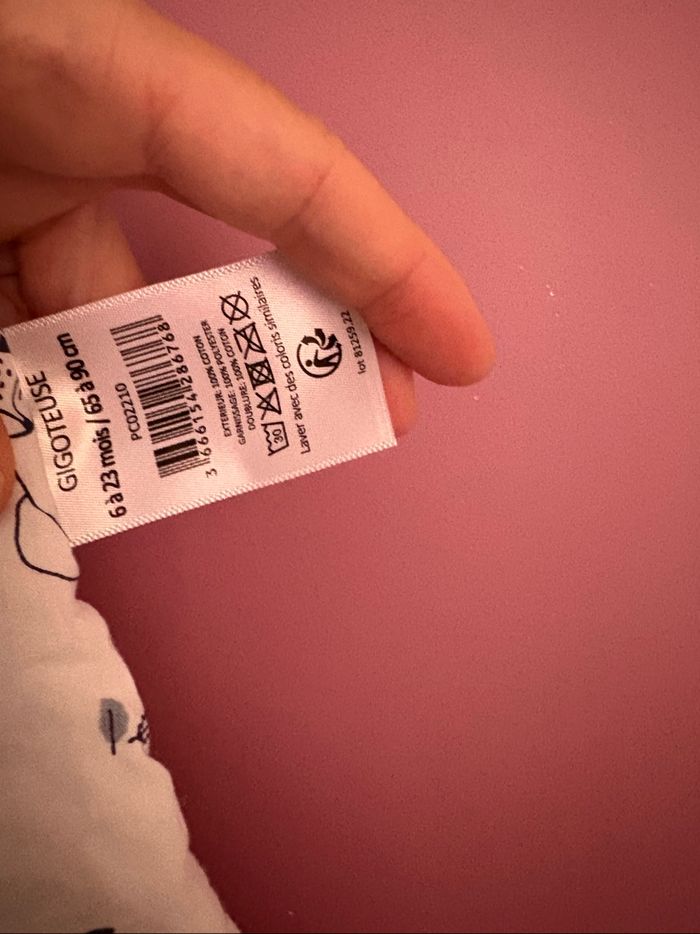 GIGOTEUSE
6 à 23 mois / 65 à 90 cm
PC02210
3 666154 286768
EXTERIEUR: 100% COTON
GARNISSAGE: 100% POLYESTER
DOUBLURE: 100% COTON
30
Laver avec des coloris similaires
lot 81259.22